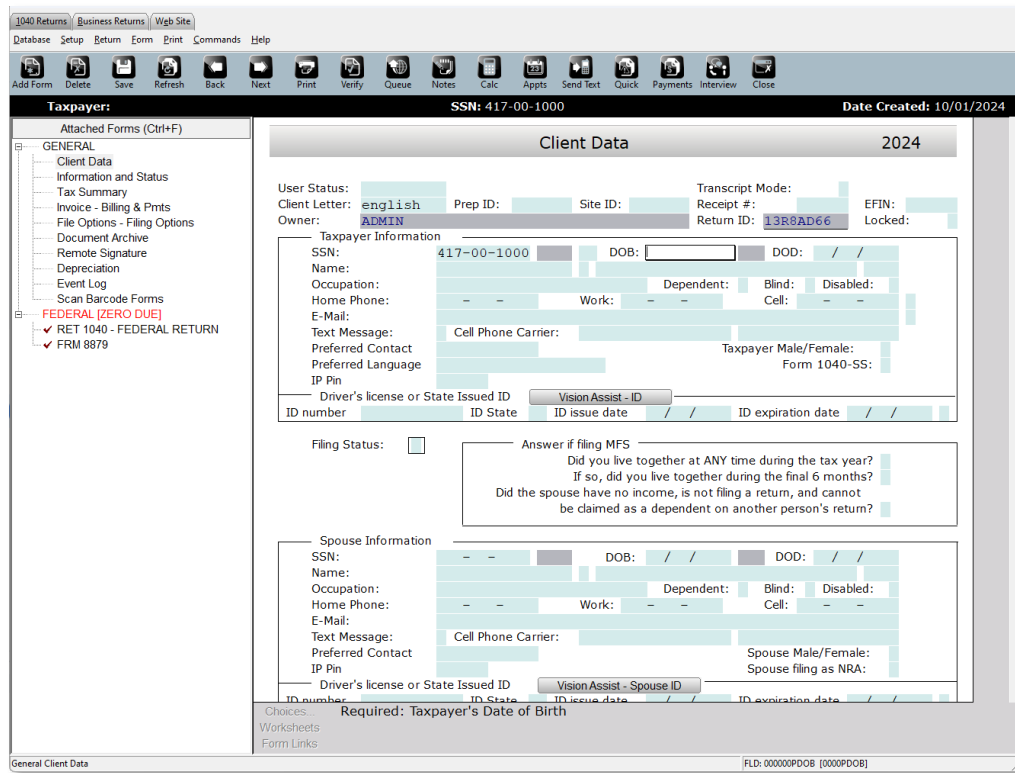 1040 Returns Business Returns Web Site
Database Setup Return Form Print Commands Help
Add Form Delete Save Refresh Back Next Print Verify Queue Notes Calc Appts Send Text Quick Payments Interview Close
Taxpayer: SSN: 417-00-1000 Date Created: 10/01/2024
Attached Forms (Ctrl+F)
GENERAL
Client Data
Information and Status
Tax Summary
Invoice - Billing & Pmts
File Options - Filing Options
Document Archive
Remote Signature
Depreciation
Event Log
Scan Barcode Forms
FEDERAL [ZERO DUE]
RET 1040 - FEDERAL RETURN
FRM 8879
Client Data 2024
User Status: Transcript Mode:
Client Letter: english Prep ID: Site ID: Receipt #: EFIN:
Owner: ADMIN Return ID: 13R8AD66 Locked:
Taxpayer Information
SSN: 417-00-1000 DOB: DOD: / /
Name:
Occupation: Dependent: Blind: Disabled:
Home Phone: - - Work: - - Cell: - -
E-Mail:
Text Message: Cell Phone Carrier:
Preferred Contact Taxpayer Male/Female:
Preferred Language Form 1040-SS:
IP Pin
Driver's license or State Issued ID Vision Assist - ID
ID number ID State ID issue date / / ID expiration date / /
Filing Status: Answer if filing MFS
Did you live together at ANY time during the tax year?
If so, did you live together during the final 6 months?
Did the spouse have no income, is not filing a return, and cannot
be claimed as a dependent on another person's return?
Spouse Information
SSN: - - DOB: / / DOD: / /
Name:
Occupation: Dependent: Blind: Disabled:
Home Phone: - - Work: - - Cell: - -
E-Mail:
Text Message: Cell Phone Carrier:
Preferred Contact Spouse Male/Female:
IP Pin Spouse filing as NRA:
Driver's license or State Issued ID Vision Assist - Spouse ID
ID number ID State ID issue date / / ID expiration date / /
Choices... Required: Taxpayer's Date of Birth
Worksheets
Form Links
General Client Data FLD: 000000PDOB [0000PDOB]